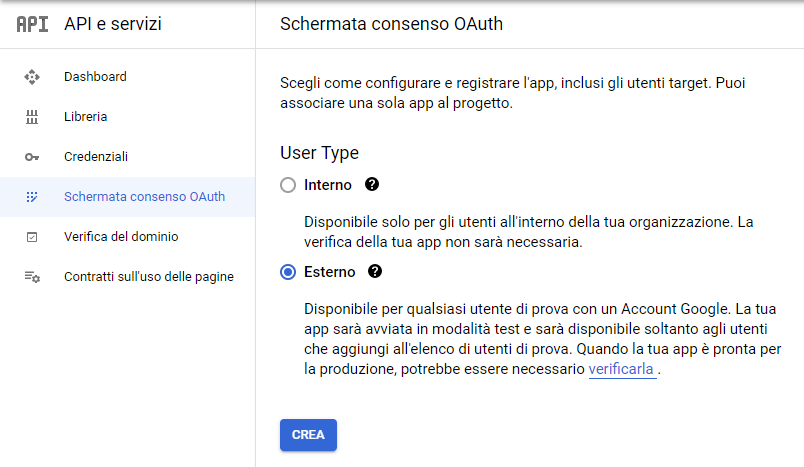 API API e servizi
Schermata consenso OAuth
Dashboard
Libreria
Credenziali
Schermata consenso OAuth
Verifica del dominio
Contratti sull'uso delle pagine
Scegli come configurare e registrare l'app, inclusi gli utenti target. Puoi
associare una sola app al progetto.
User Type
Interno ?
Disponibile solo per gli utenti all'interno della tua organizzazione. La
verifica della tua app non sarà necessaria.
Esterno ?
Disponibile per qualsiasi utente di prova con un Account Google. La tua
app sarà avviata in modalità test e sarà disponibile soltanto agli utenti
che aggiungi all'elenco di utenti di prova. Quando la tua app è pronta per
la produzione, potrebbe essere necessario verificarla .
CREA